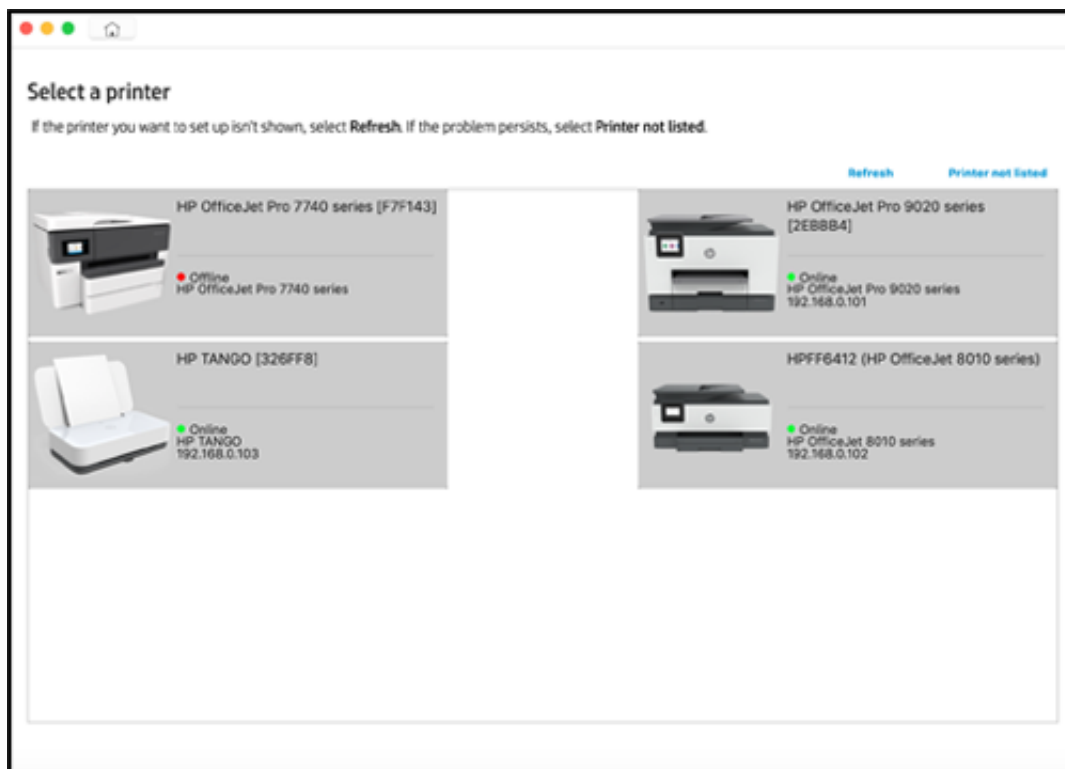 Select a printer
If the printer you want to set up isn't shown, select Refresh. If the problem persists, select Printer not listed.
Refresh
Printer not listed
HP OfficeJet Pro 7740 series [F7F143]
Offline
HP OfficeJet Pro 7740 series
HP OfficeJet Pro 9020 series
[2EBBB4]
Online
HP OfficeJet Pro 9020 series
192.168.0.101
HP TANGO [326FF8]
Online
HP TANGO
192.168.0.103
HPFF6412 (HP OfficeJet 8010 series)
Online
HP OfficeJet 8010 series
192.168.0.102